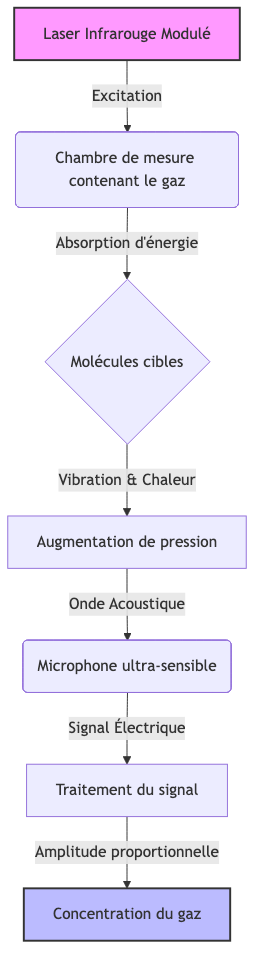 Laser Infrarouge Modulé
Excitation
Chambre de mesure
contenant le gaz
Absorption d'énergie
Molécules cibles
Vibration & Chaleur
Augmentation de pression
Onde Acoustique
Microphone ultra-sensible
Signal Électrique
Traitement du signal
Amplitude proportionnelle
Concentration du gaz